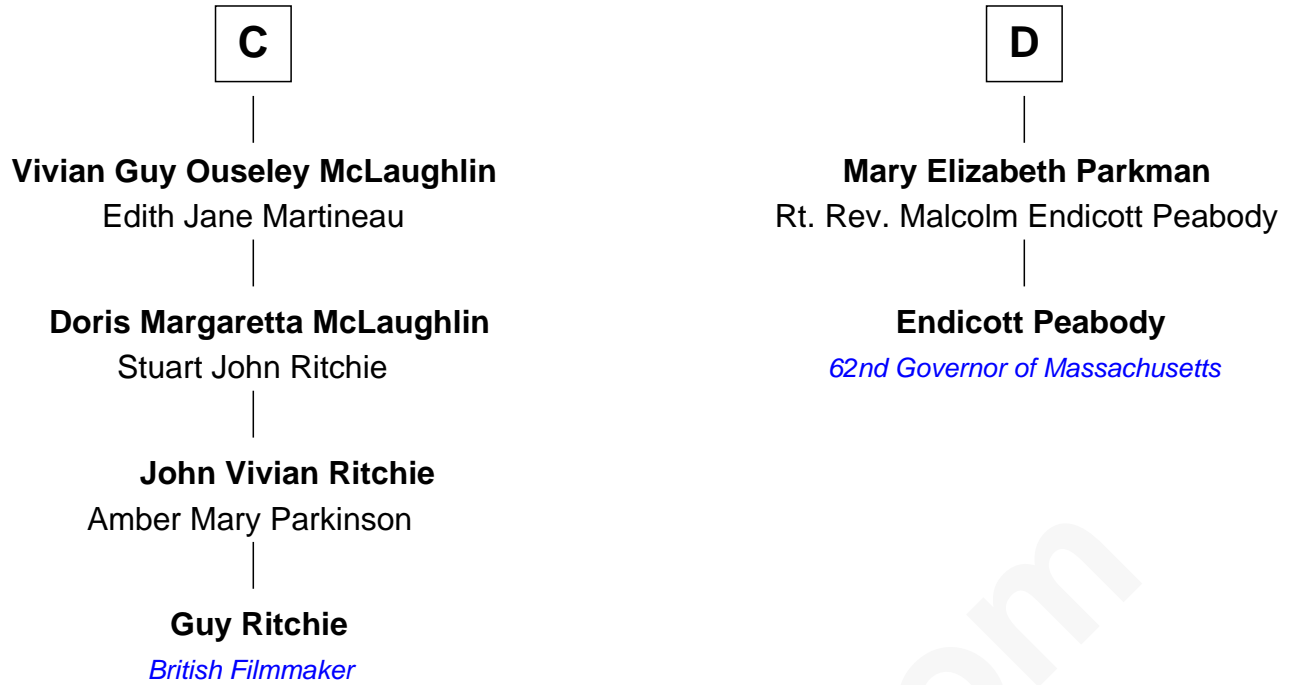 C
Vivian Guy Ouseley McLaughlin
Edith Jane Martineau
Doris Margaretta McLaughlin
Stuart John Ritchie
John Vivian Ritchie
Amber Mary Parkinson
Guy Ritchie
British Filmmaker
D
Mary Elizabeth Parkman
Rt. Rev. Malcolm Endicott Peabody
Endicott Peabody
62nd Governor of Massachusetts
om